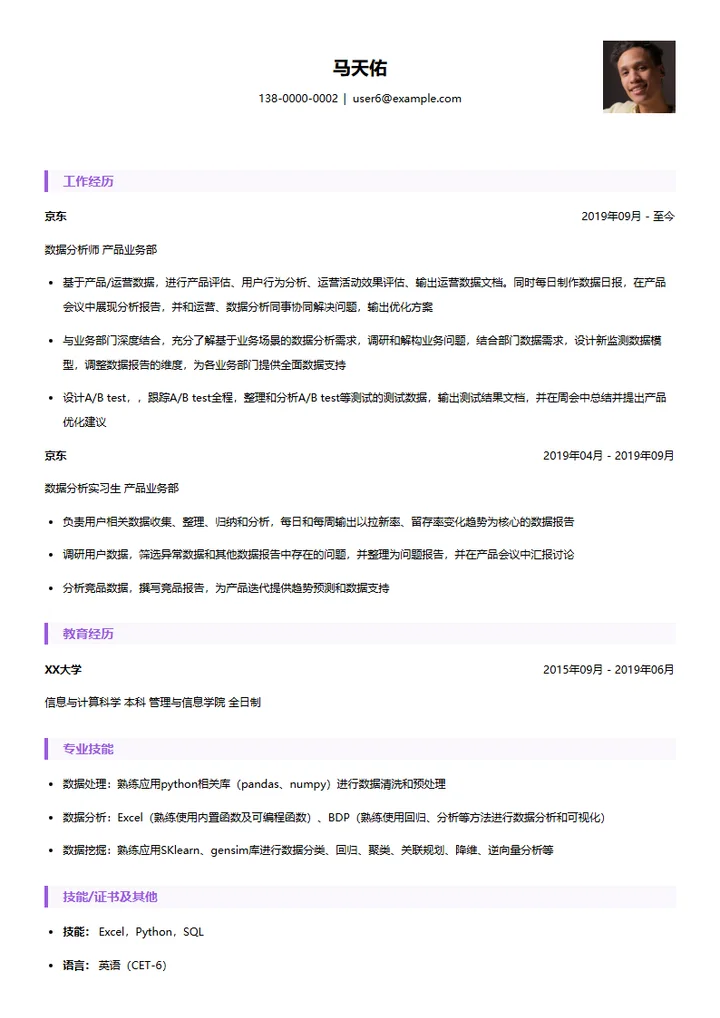 马天佑
138-0000-0002 | user6@example.com
工作经历
京东 2019年09月 - 至今
数据分析师 产品业务部
• 基于产品/运营数据，进行产品评估、用户行为分析、运营活动效果评估、输出运营数据文档。同时每日制作数据日报，在产品
会议中展现分析报告，并和运营、数据分析同事协同解决问题，输出优化方案
• 与业务部门深度结合，充分了解基于业务场景的数据分析需求，调研和解构业务问题，结合部门数据需求，设计新监测数据模
型，调整数据报告的维度，为各业务部门提供全面数据支持
• 设计A/B test，，跟踪A/B test全程，整理和分析A/B test等测试的测试数据，输出测试结果文档，并在周会中总结并提出产品
优化建议
京东 2019年04月 - 2019年09月
数据分析实习生 产品业务部
• 负责用户相关数据收集、整理、归纳和分析，每日和每周输出以拉新率、留存率变化趋势为核心的数据报告
• 调研用户数据，筛选异常数据和其他数据报告中存在的问题，并整理为问题报告，并在产品会议中汇报讨论
• 分析竞品数据，撰写竞品报告，为产品迭代提供趋势预测和数据支持
教育经历
XX大学 2015年09月 - 2019年06月
信息与计算科学 本科 管理与信息学院 全日制
专业技能
• 数据处理：熟练应用python相关库（pandas、numpy）进行数据清洗和预处理
• 数据分析：Excel（熟练使用内置函数及可编程函数）、BDP（熟练使用回归、分析等方法进行数据分析和可视化）
• 数据挖掘：熟练应用SKlearn、gensim库进行数据分类、回归、聚类、关联规划、降维、逆向量分析等
技能/证书及其他
• 技能： Excel，Python，SQL
• 语言： 英语（CET-6）